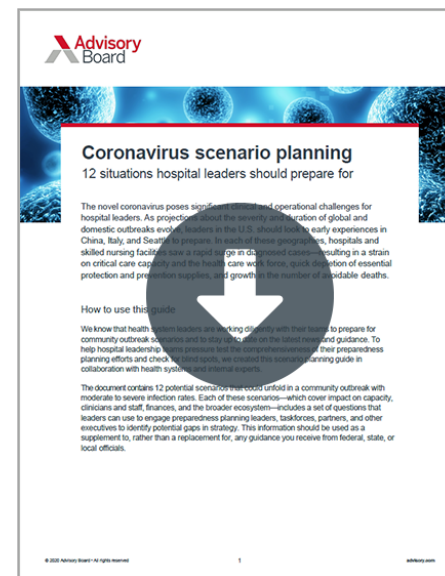 Advisory
Board
Coronavirus scenario planning
12 situations hospital leaders should prepare for
The novel coronavirus poses significant clinical and operational challenges for
hospital leaders. As projections about the severity and duration of global and
domestic outbreaks evolve, leaders in the U.S. should look to early experiences in
China, Italy, and Seattle to prepare. In each of these geographies, hospitals and
skilled nursing facilities saw a rapid surge in diagnosed cases—resulting in a strain
on critical care capacity and the health care work force, quick depletion of essential
protection and prevention supplies, and growth in the number of avoidable deaths.
How to use this guide
We know that health system leaders are working diligently with their teams to prepare for
community outbreak scenarios and to stay up to date on the latest news and guidance. To
help hospital leadership teams pressure test the comprehensiveness of their preparedness
planning efforts and check for blind spots, we created this scenario planning guide in
collaboration with health systems and internal experts.
The document contains 12 potential scenarios that could unfold in a community outbreak with
moderate to severe infection rates. Each of these scenarios—which cover impact on capacity,
clinicians and staff, finances, and the broader ecosystem—includes a set of questions that
leaders can use to engage preparedness planning leaders, taskforces, partners, and other
executives to identify potential gaps in strategy. This information should be used as a
supplement to, rather than a replacement for, any guidance you receive from federal, state, or
local officials.
© 2020 Advisory Board • All rights reserved
1
advisory.com